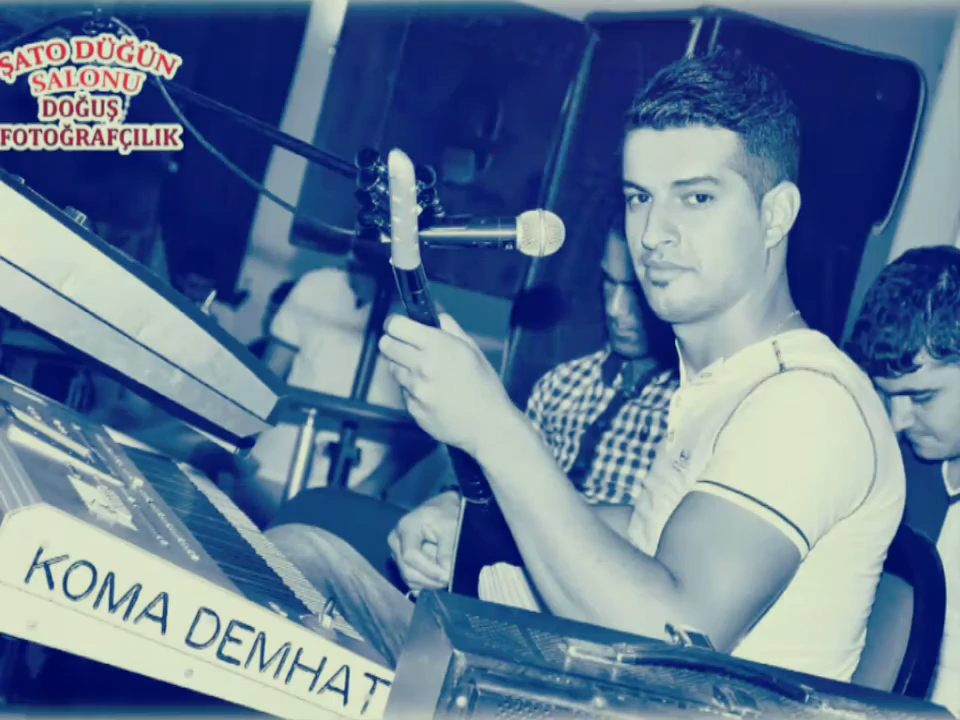 ŞATO DÜĞÜN
SALONU
DOĞUŞ
FOTOĞRAFÇILIK
KOMA DEMHAT